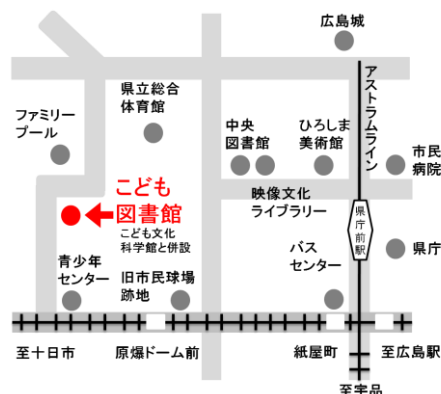 広島城
県立総合
体育館
アストラムライン
ファミリー
プール
中央
図書館
ひろしま
美術館
市民
病院
こども
図書館
こども文化
科学館と併設
映像文化
ライブラリー
県庁前駅
県庁
バス
センター
青少年
センター
旧市民球場
跡地
至十日市
原爆ドーム前
紙屋町
至広島駅
至宇品